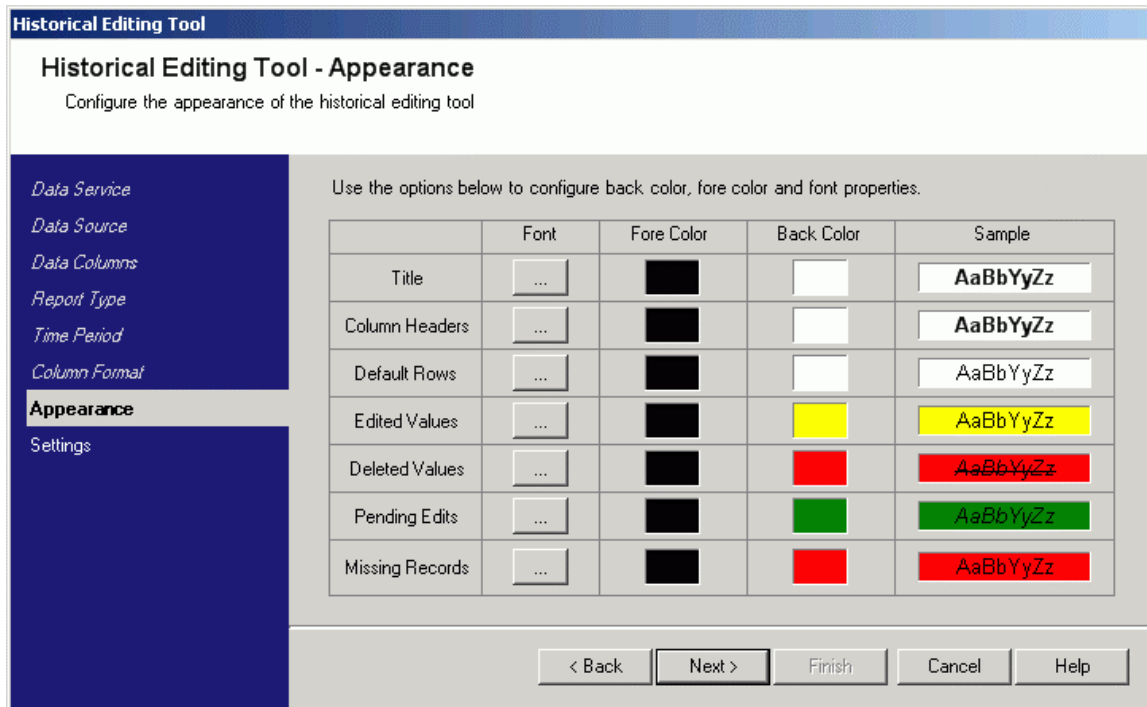 Historical Editing Tool
Historical Editing Tool - Appearance
Configure the appearance of the historical editing tool
Data Service
Data Source
Data Columns
Report Type
Time Period
Column Format
Appearance
Settings
Use the options below to configure back color, fore color and font properties.
Font Fore Color Back Color Sample
Title ... AaBbYyZz
Column Headers ... AaBbYyZz
Default Rows ... AaBbYyZz
Edited Values ... AaBbYyZz
Deleted Values ... AaBbYyZz
Pending Edits ... AaBbYyZz
Missing Records ... AaBbYyZz
< Back Next > Finish Cancel Help